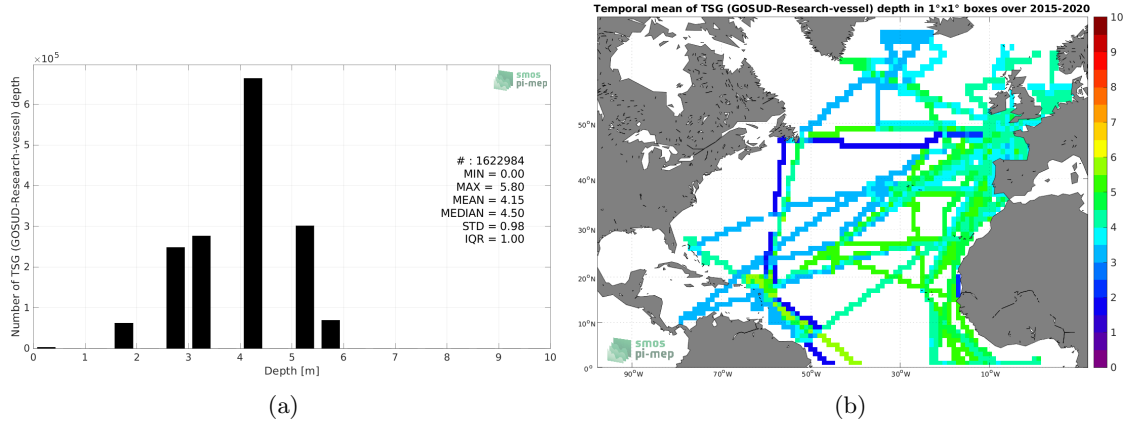 ×10⁵
6
5
4
3
2
1
0
Number of TSG (GOSUD-Research-vessel) depth
smos
pi-mep
# : 1622984
MIN = 0.00
MAX = 5.80
MEAN = 4.15
MEDIAN = 4.50
STD = 0.98
IQR = 1.00
0 1 2 3 4 5 6 7 8 9 10
Depth [m]
(a)
Temporal mean of TSG (GOSUD-Research-vessel) depth in 1°x1° boxes over 2015-2020
50°N
40°N
30°N
20°N
10°N
0°
90°W 70°W 50°W 30°W 10°W
smos
pi-mep
10
9
8
7
6
5
4
3
2
1
0
(b)